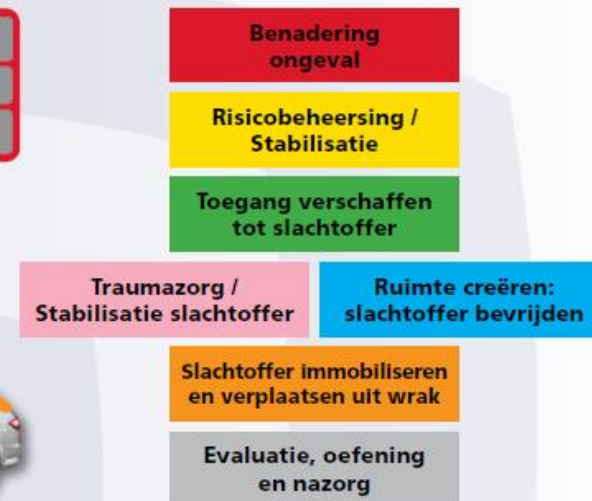 Benadering
ongeval
Risicobeheersing /
Stabilisatie
Toegang verschaffen
tot slachtoffer
Traumazorg /
Stabilisatie slachtoffer
Ruimte creëren:
slachtoffer bevrijden
Slachtoffer immobiliseren
en verplaatsen uit wrak
Evaluatie, oefening
en nazorg